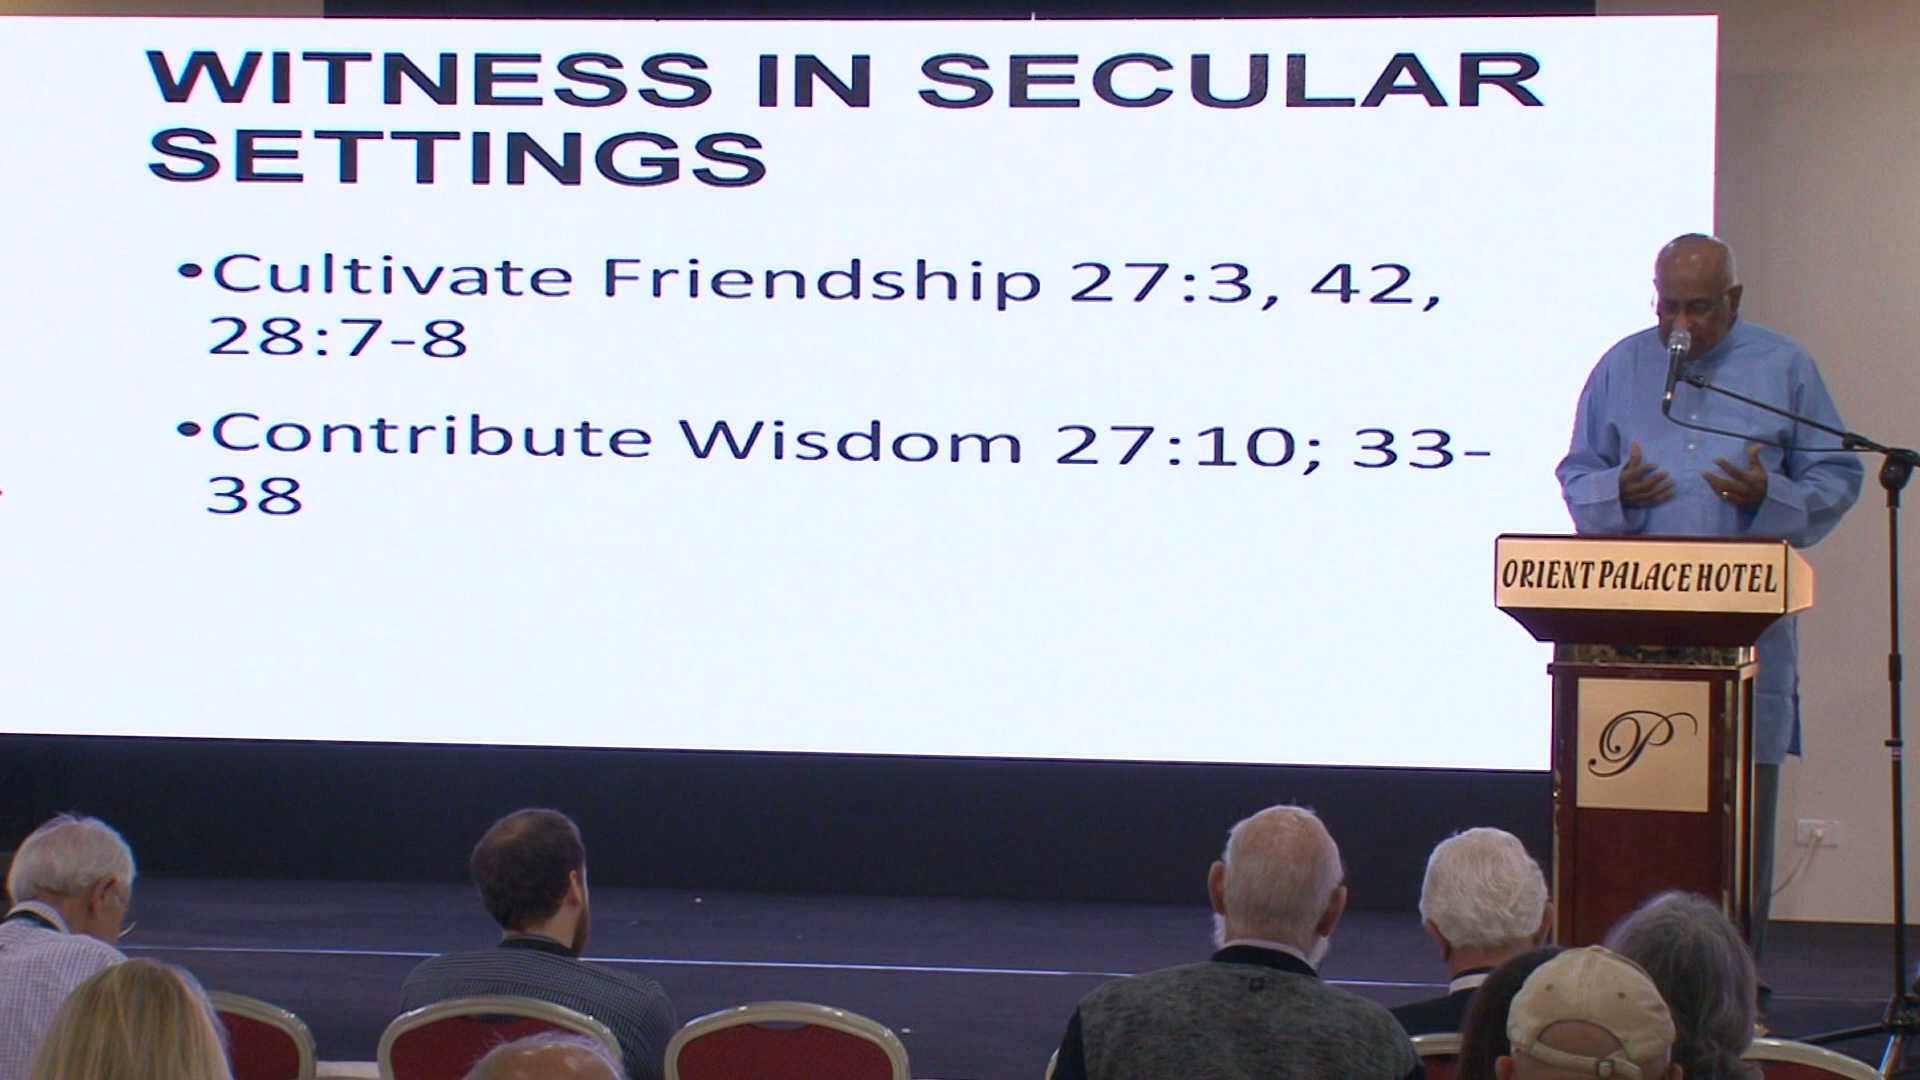 WITNESS IN SECULAR
SETTINGS
•Cultivate Friendship 27:3, 42,
28:7-8
•Contribute Wisdom 27:10; 33-
38
ORIENT PALACE HOTEL
P